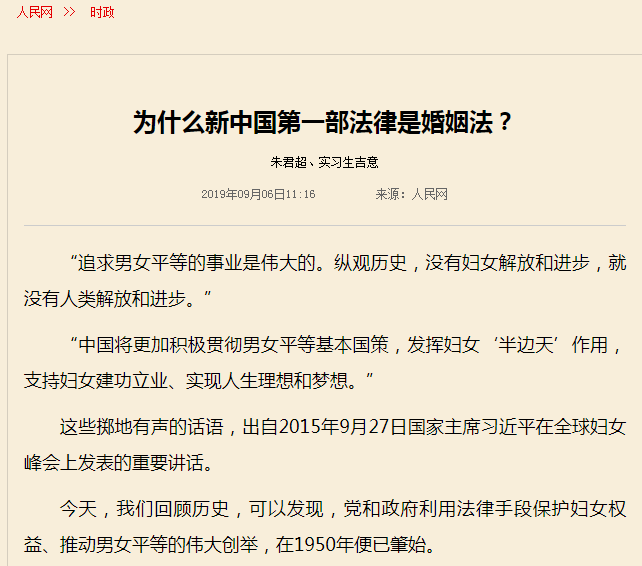 人民网 >> 时政
为什么新中国第一部法律是婚姻法？
朱君超、实习生吉意
2019年09月06日11:16 来源：人民网
“追求男女平等的事业是伟大的。纵观历史，没有妇女解放和进步，就
没有人类解放和进步。”
“中国将更加积极贯彻男女平等基本国策，发挥妇女‘半边天’作用，
支持妇女建功立业、实现人生理想和梦想。”
这些掷地有声的话语，出自2015年9月27日国家主席习近平在全球妇女
峰会上发表的重要讲话。
今天，我们回顾历史，可以发现，党和政府利用法律手段保护妇女权
益、推动男女平等的伟大创举，在1950年便已肇始。